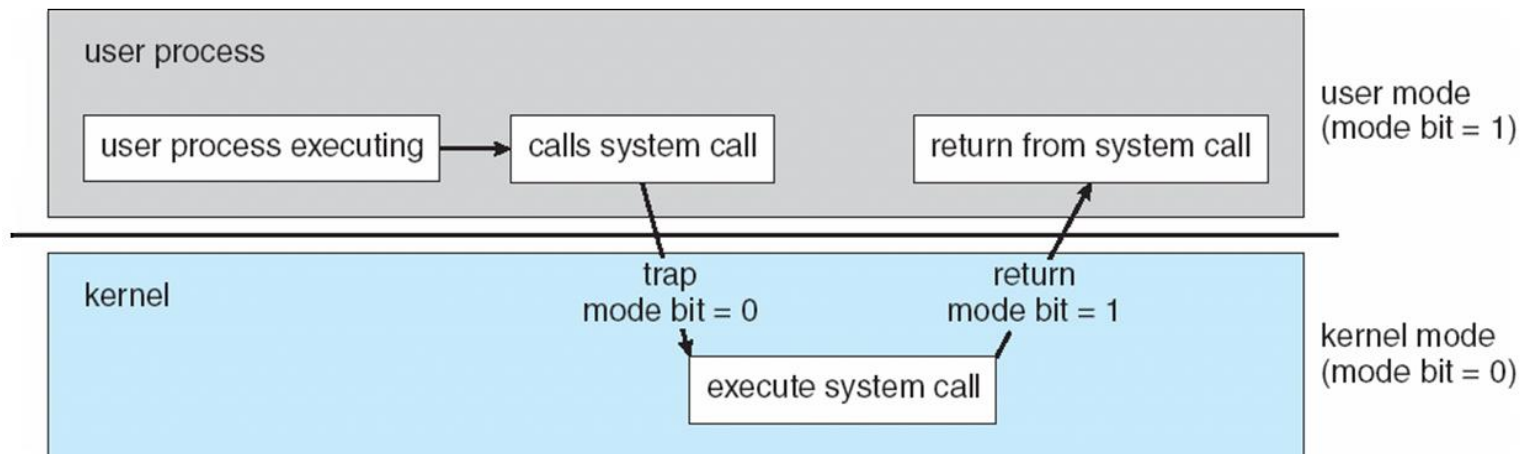 user process
user process executing
calls system call
return from system call
user mode
(mode bit = 1)
kernel
trap
mode bit = 0
return
mode bit = 1
execute system call
kernel mode
(mode bit = 0)